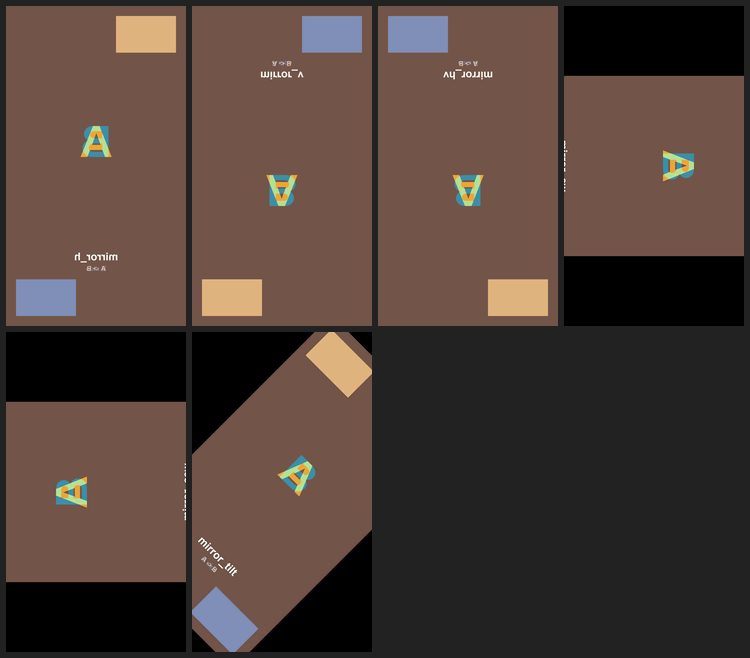 A
mirror_h
A <> B
A <> B
mirror_v
A
A <> B
mirror_hv
A
A
A
A
mirror_tilt
A <> B